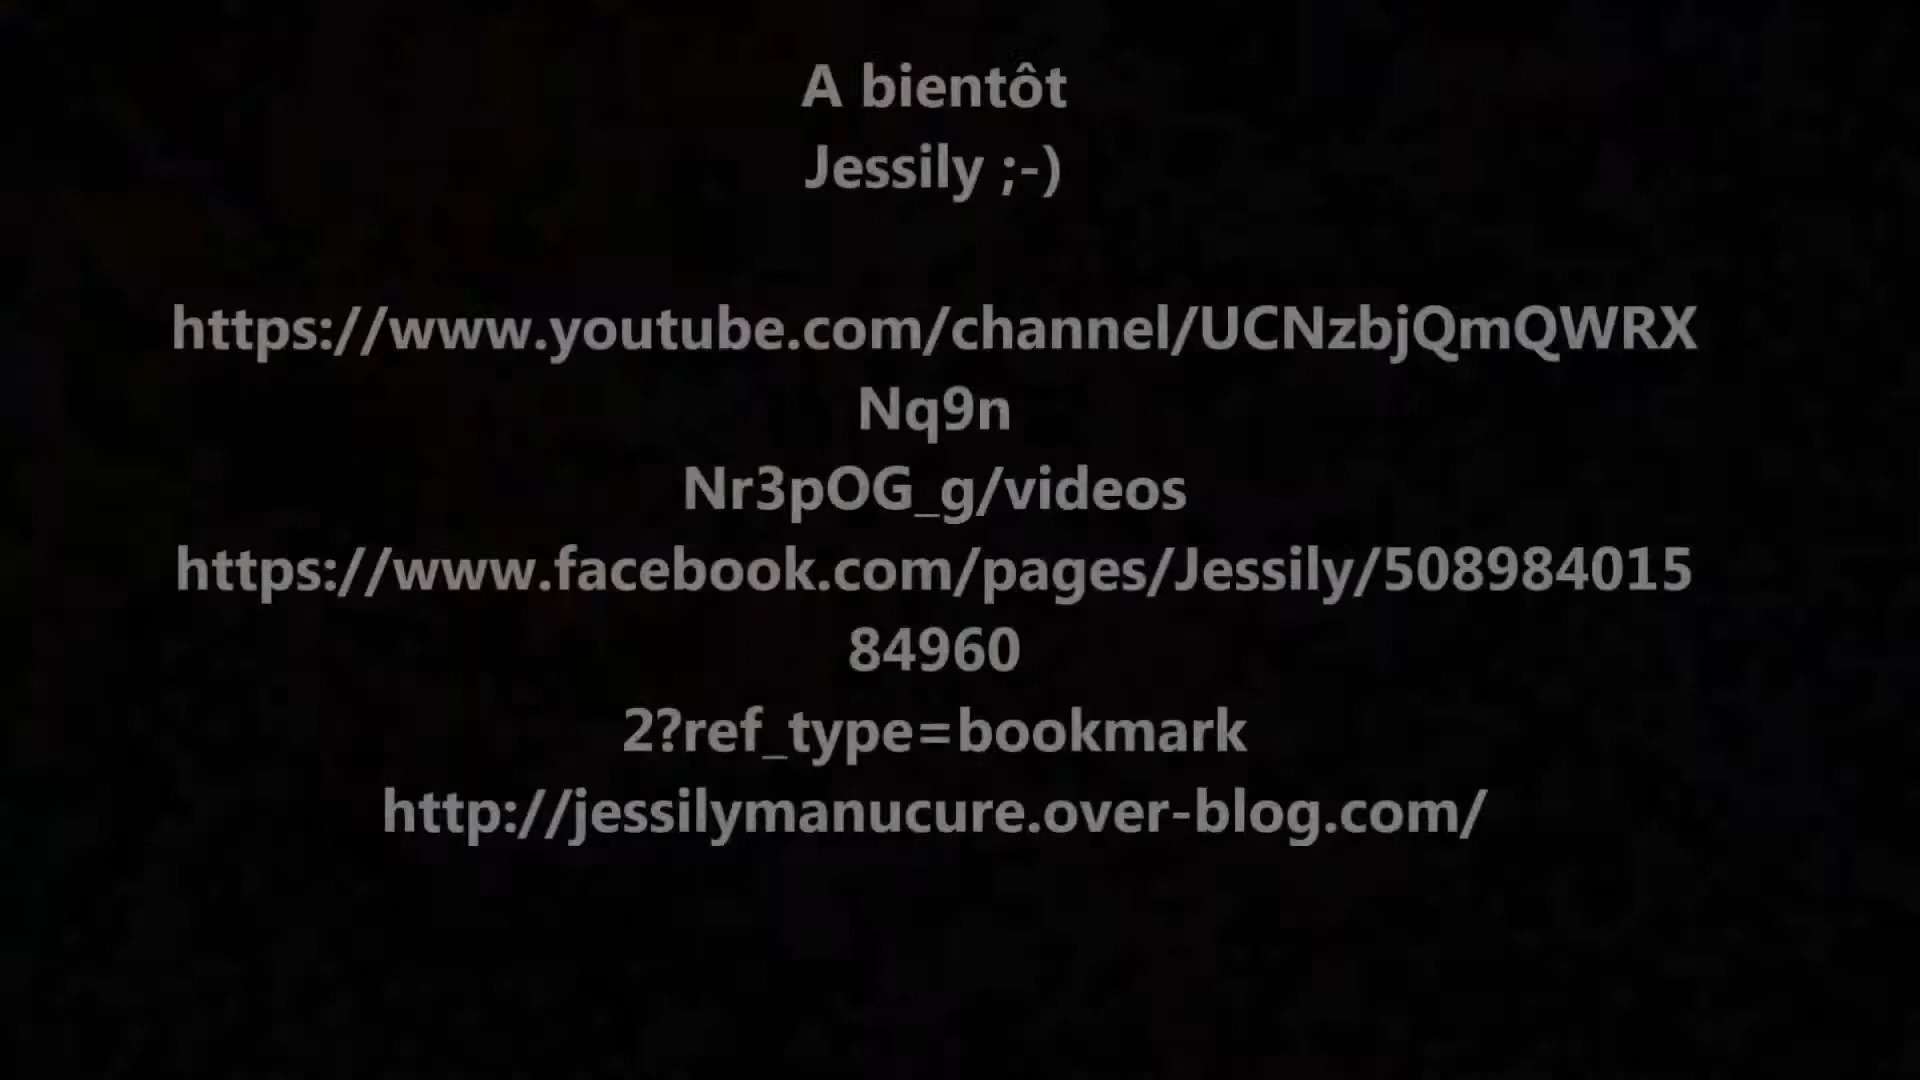 A bientôt
Jessily ;-)
https://www.youtube.com/channel/UCNzbjQmQWRX
Nq9n
Nr3pOG_g/videos
https://www.facebook.com/pages/Jessily/508984015
84960
2?ref_type=bookmark
http://jessilymanucure.over-blog.com/